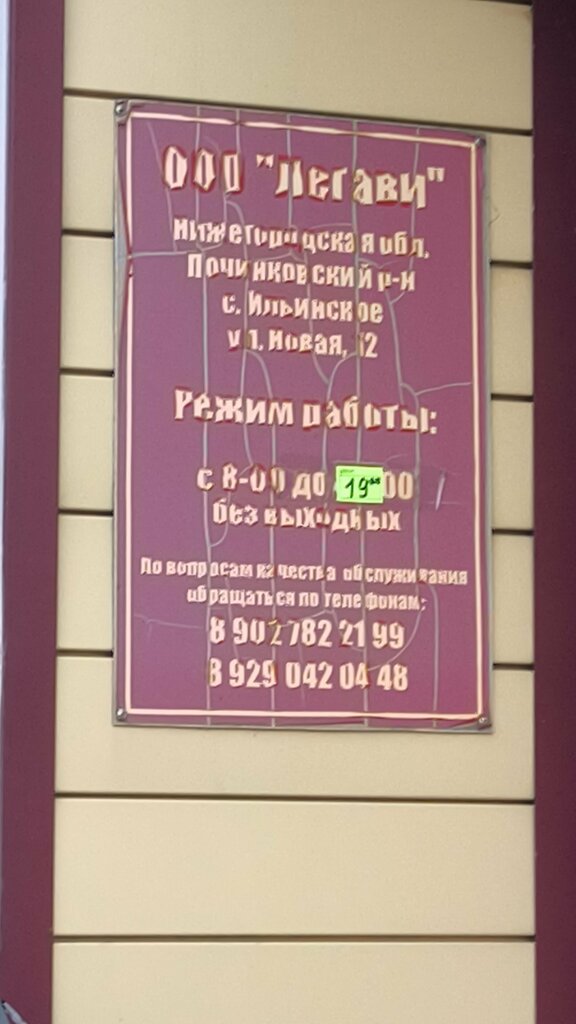 ООО "Легави"
Нижегородская обл.
Починковский р-н
с. Ильинское
ул. Новая, 12
Режим работы:
с 8-00 до 19⁰⁰ 00
без выходных
По вопросам качества обслуживания
обращаться по телефонам:
8 902 782 21 99
8 929 042 04 48